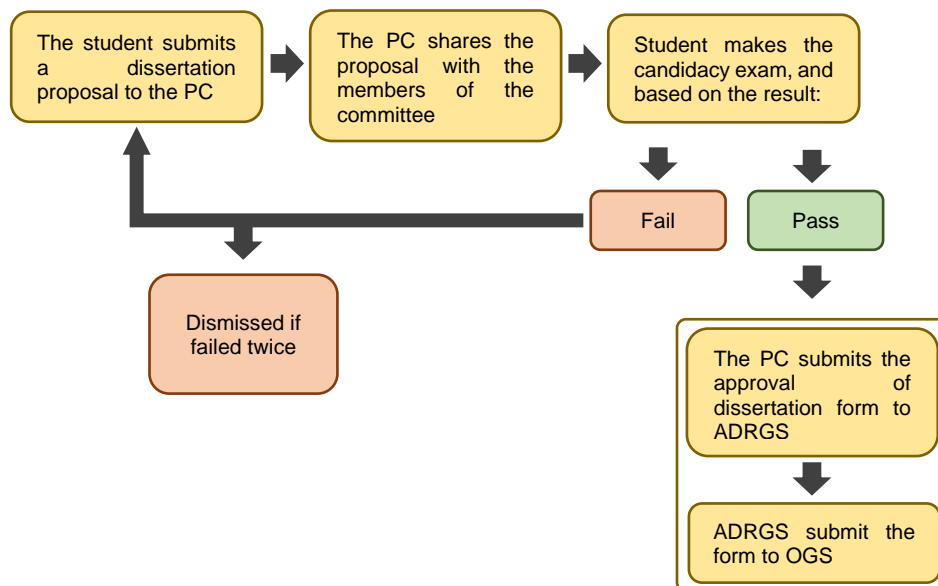 The student submits
a dissertation
proposal to the PC
The PC shares the
proposal with the
members of the
committee
Student makes the
candidacy exam, and
based on the result:
Fail
Pass
Dismissed if
failed twice
The PC submits the
approval of
dissertation form to
ADRGS
ADRGS submit the
form to OGS